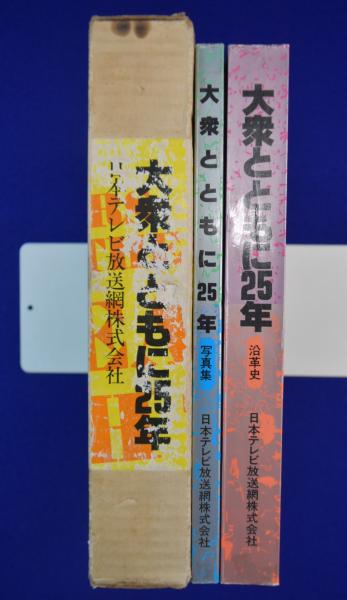 大衆とともに25年
日本テレビ放送網株式会社
大衆とともに25年
写真集
日本テレビ放送網株式会社
大衆とともに25年
沿革史
日本テレビ放送網株式会社